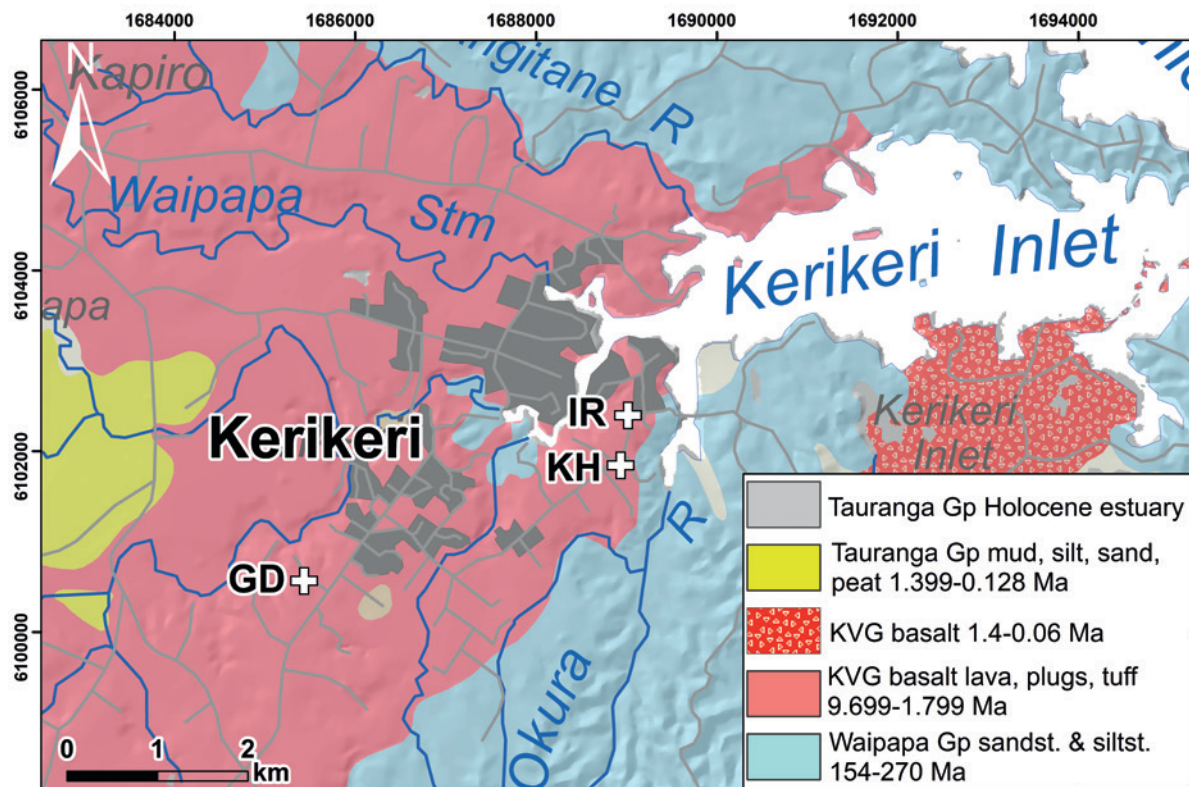 1684000
1686000
1688000
1690000
1692000
1694000
6106000
6104000
6102000
6100000
N
Kapiro
ngitane
R
Waipapa
Stm
Kerikeri Inlet
apa
Kerikeri
IR
KH
GD
Kerikeri
Inlet
R
Okura
0 1 2
km
Tauranga Gp Holocene estuary
Tauranga Gp mud, silt, sand,
peat 1.399-0.128 Ma
KVG basalt 1.4-0.06 Ma
KVG basalt lava, plugs, tuff
9.699-1.799 Ma
Waipapa Gp sandst. & siltst.
154-270 Ma